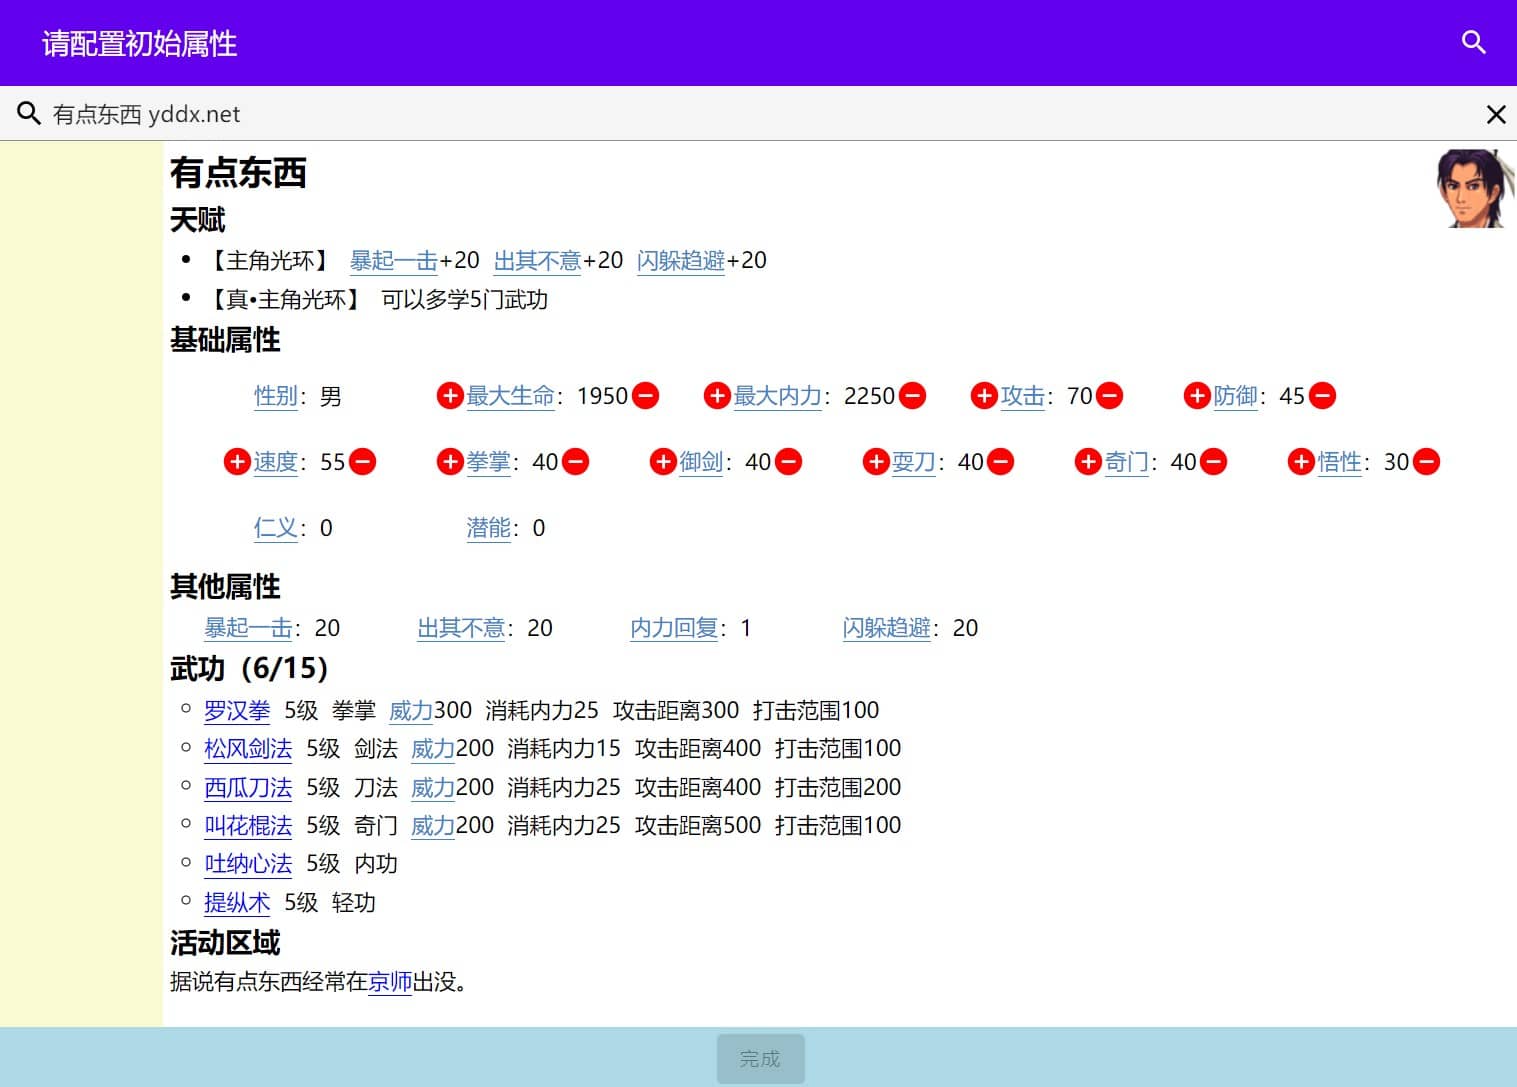 请配置初始属性
有点东西 yddx.net
有点东西
天赋
【主角光环】 暴起一击+20 出其不意+20 闪躲趋避+20
【真•主角光环】 可以多学5门武功
基础属性
性别：男 最大生命：1950 最大内力：2250 攻击：70 防御：45
速度：55 拳掌：40 御剑：40 耍刀：40 奇门：40 悟性：30
仁义：0 潜能：0
其他属性
暴起一击：20 出其不意：20 内力回复：1 闪躲趋避：20
武功（6/15）
罗汉拳 5级 拳掌 威力300 消耗内力25 攻击距离300 打击范围100
松风剑法 5级 剑法 威力200 消耗内力15 攻击距离400 打击范围100
西瓜刀法 5级 刀法 威力200 消耗内力25 攻击距离400 打击范围200
叫花棍法 5级 奇门 威力200 消耗内力25 攻击距离500 打击范围100
吐纳心法 5级 内功
提纵术 5级 轻功
活动区域
据说有点东西经常在京师出没。
完成